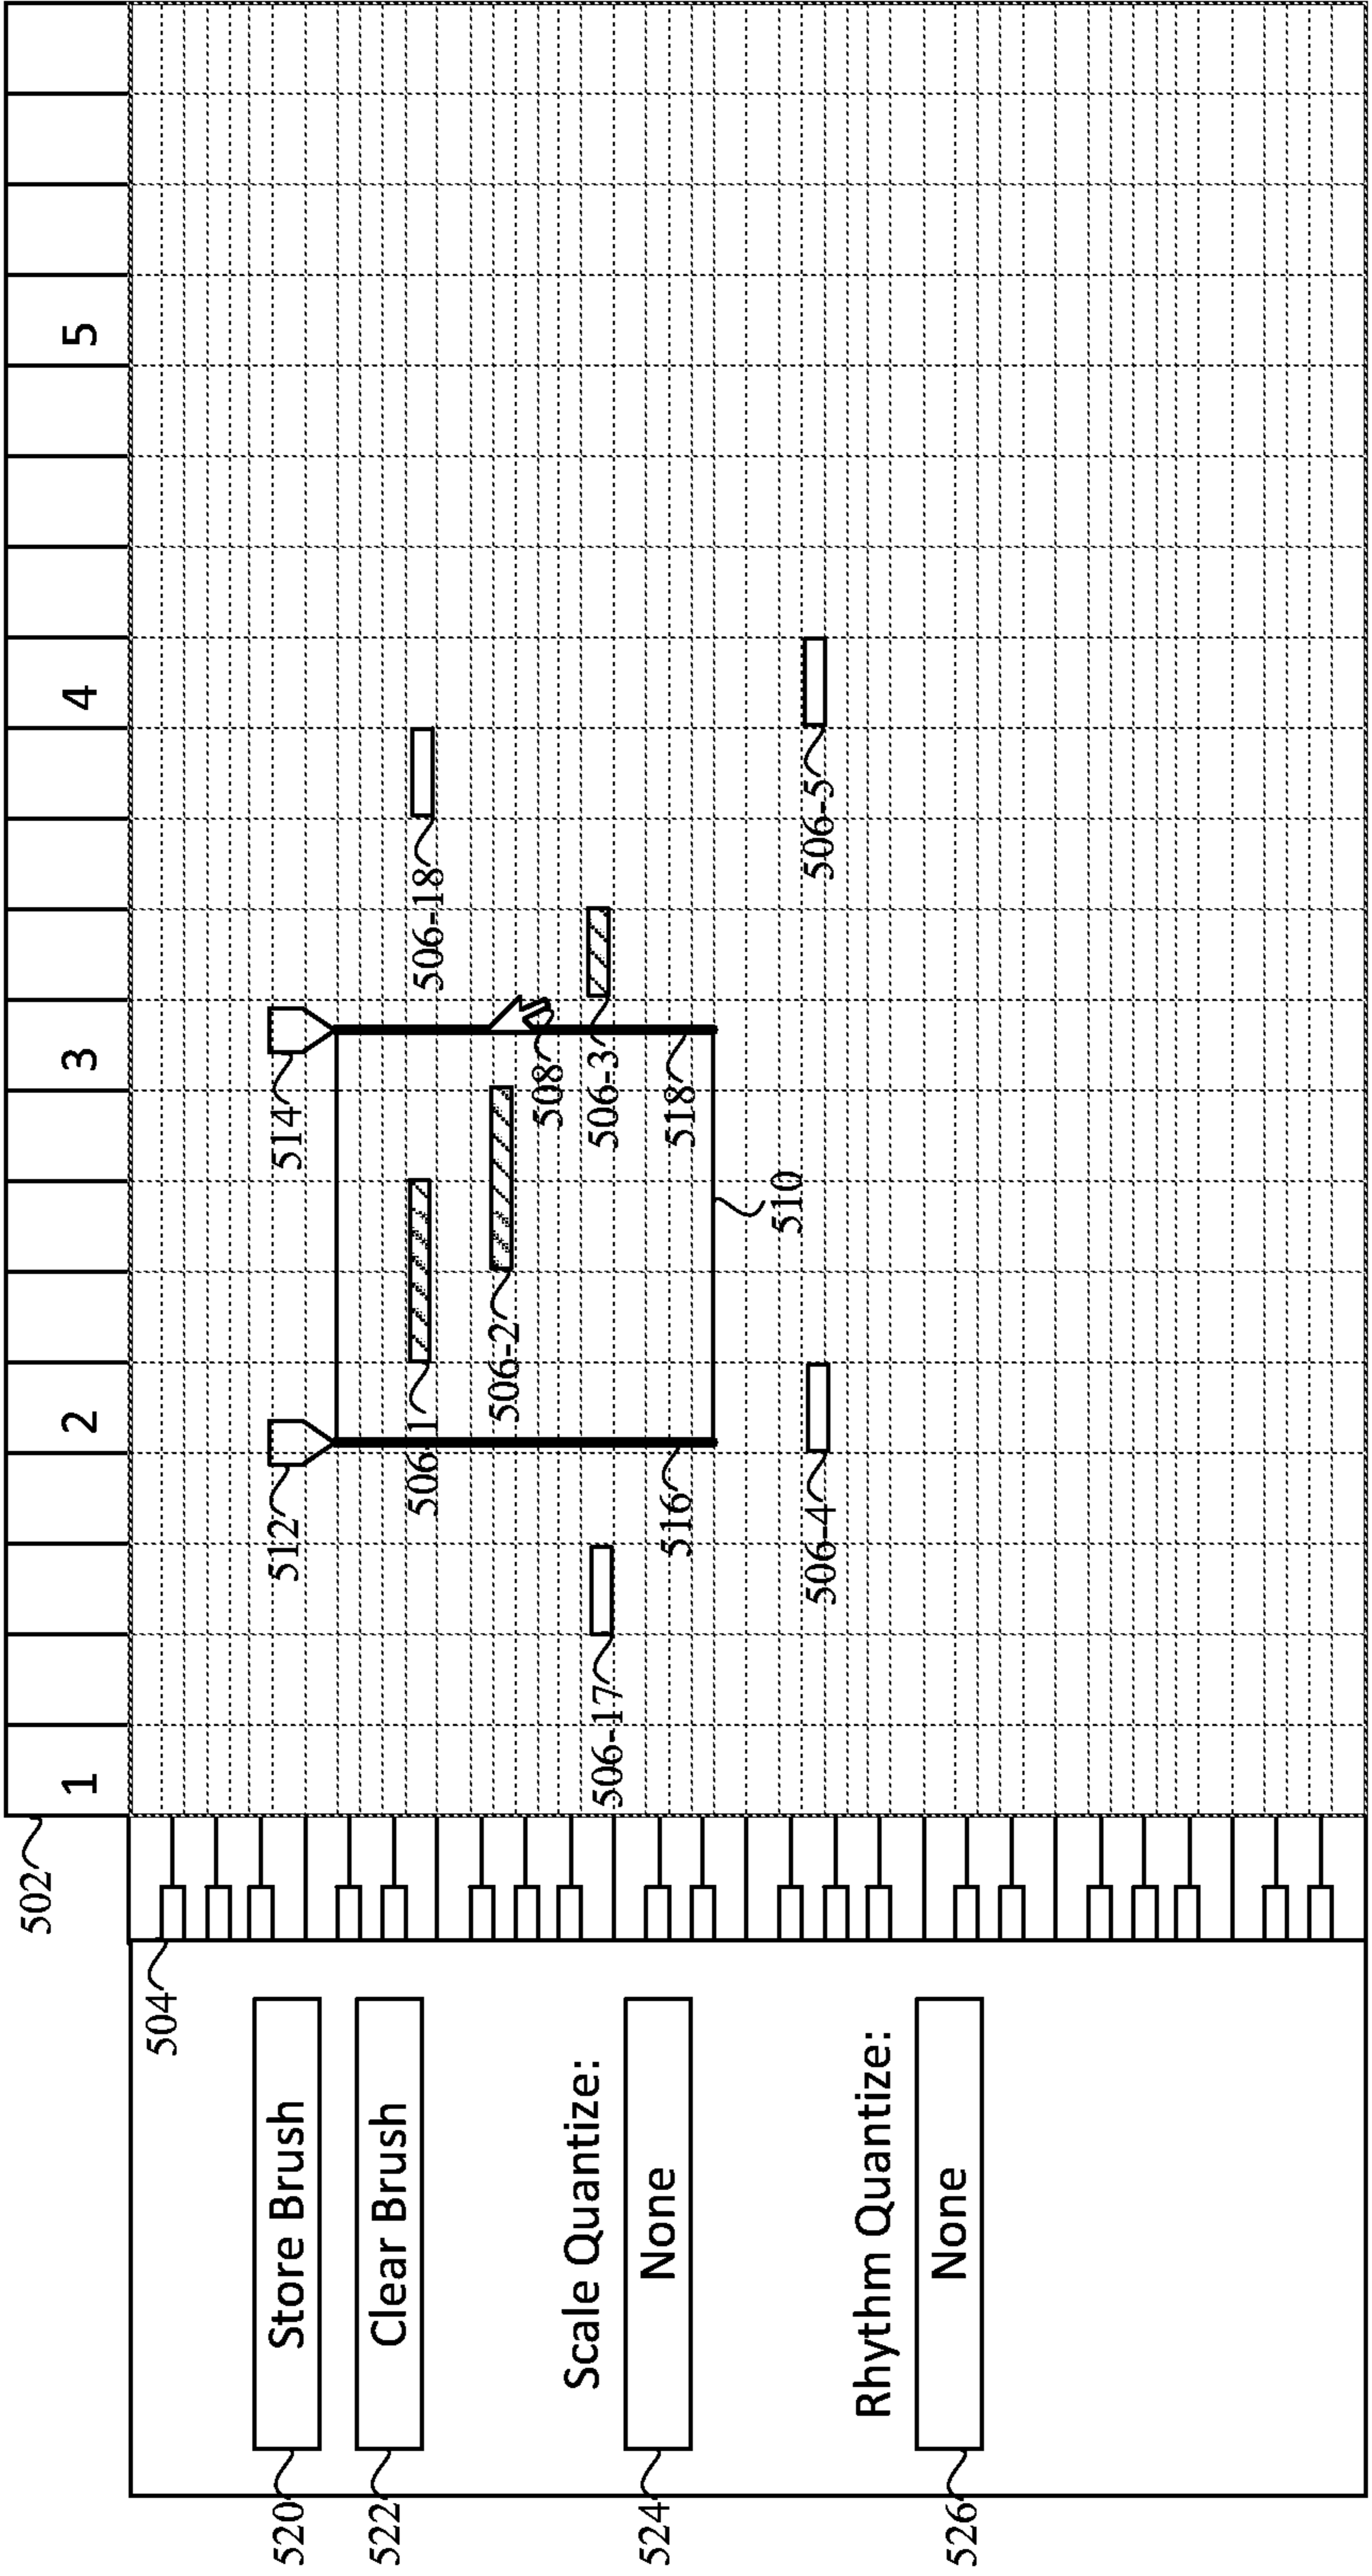 502
1 2 3 4 5
504
520
Store Brush
522
Clear Brush
Scale Quantize:
524
None
Rhythm Quantize:
526
None
512
514
506-1
506-18
506-2
508
506-17
506-3
516
518
510
506-4
506-5